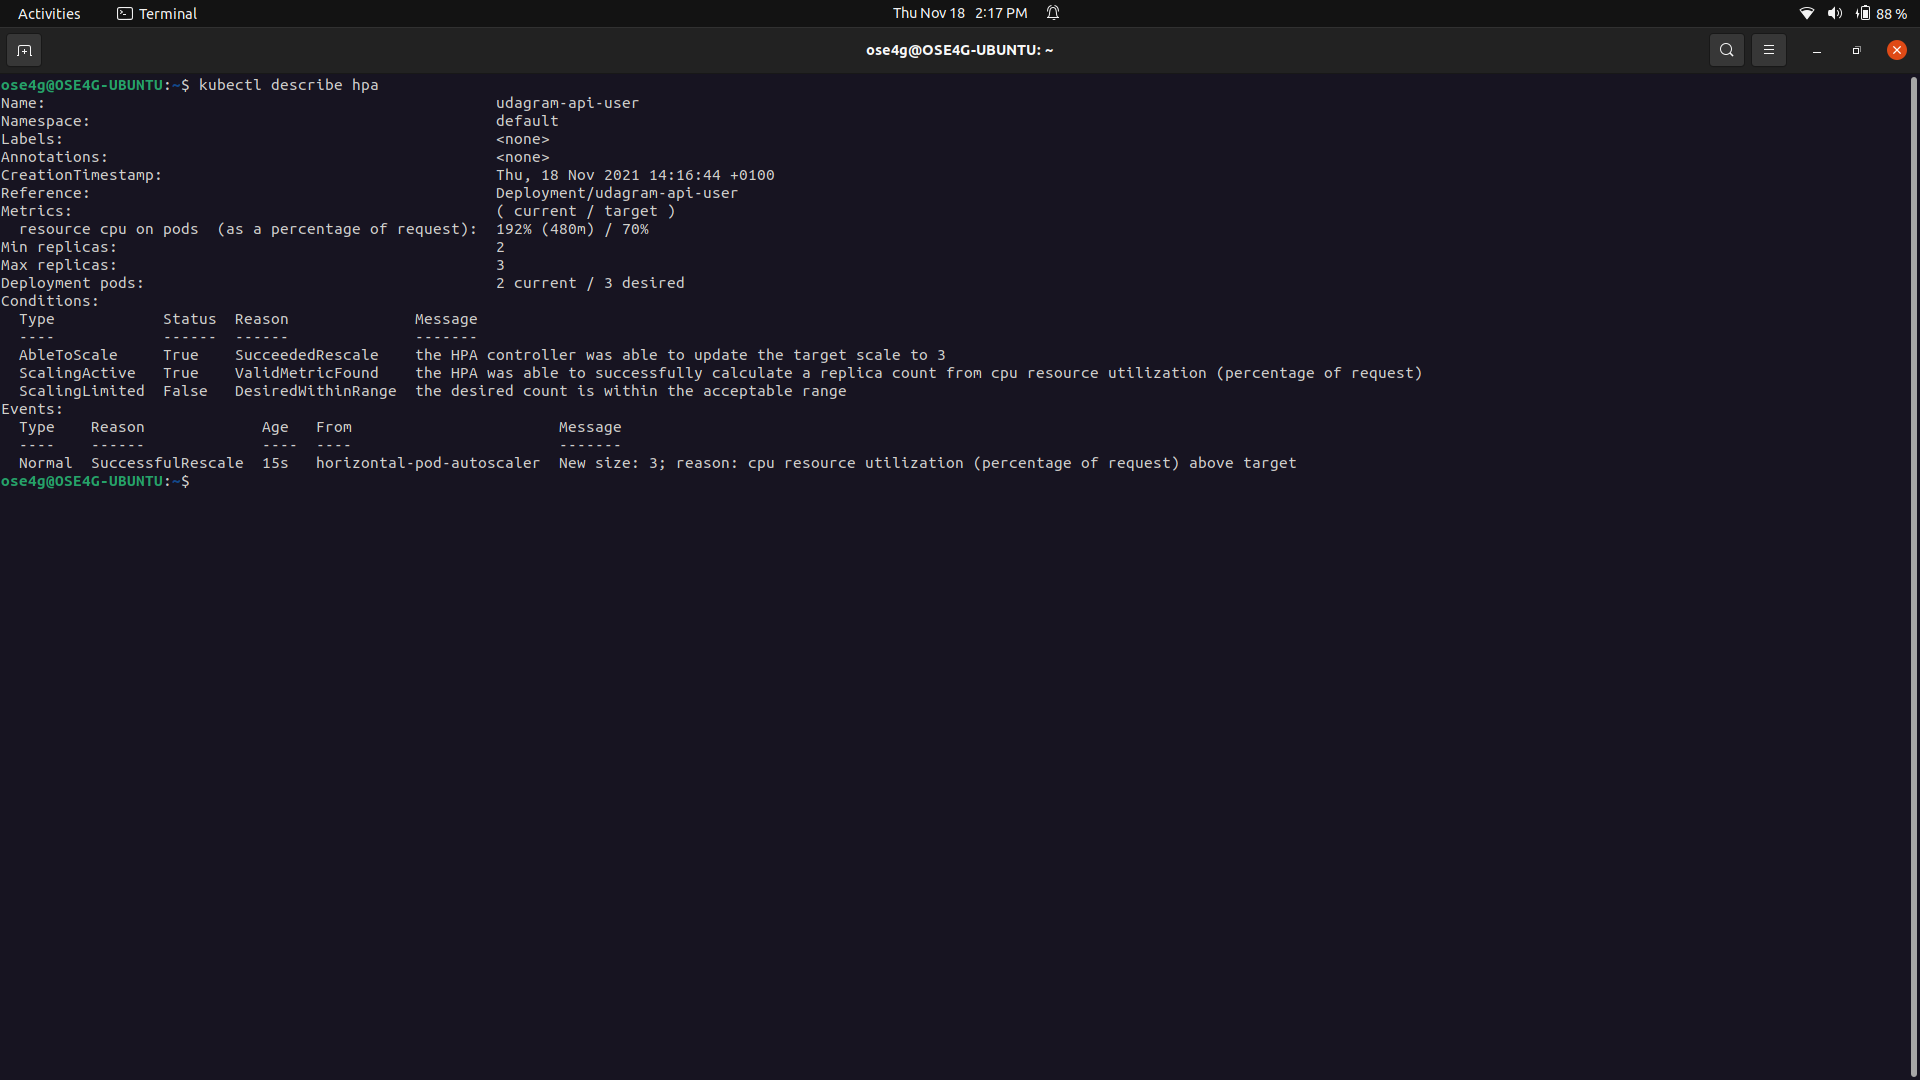 Activities Terminal Thu Nov 18 2:17 PM 88 %
ose4g@OSE4G-UBUNTU: ~
ose4g@OSE4G-UBUNTU:~$ kubectl describe hpa
Name: udagram-api-user
Namespace: default
Labels: <none>
Annotations: <none>
CreationTimestamp: Thu, 18 Nov 2021 14:16:44 +0100
Reference: Deployment/udagram-api-user
Metrics: ( current / target )
  resource cpu on pods  (as a percentage of request):  192% (480m) / 70%
Min replicas: 2
Max replicas: 3
Deployment pods: 2 current / 3 desired
Conditions:
  Type            Status  Reason              Message
  ----            ------  ------              -------
  AbleToScale     True    SucceededRescale    the HPA controller was able to update the target scale to 3
  ScalingActive   True    ValidMetricFound    the HPA was able to successfully calculate a replica count from cpu resource utilization (percentage of request)
  ScalingLimited  False   DesiredWithinRange  the desired count is within the acceptable range
Events:
  Type    Reason             Age   From                       Message
  ----    ------             ----  ----                       -------
  Normal  SuccessfulRescale  15s   horizontal-pod-autoscaler  New size: 3; reason: cpu resource utilization (percentage of request) above target
ose4g@OSE4G-UBUNTU:~$